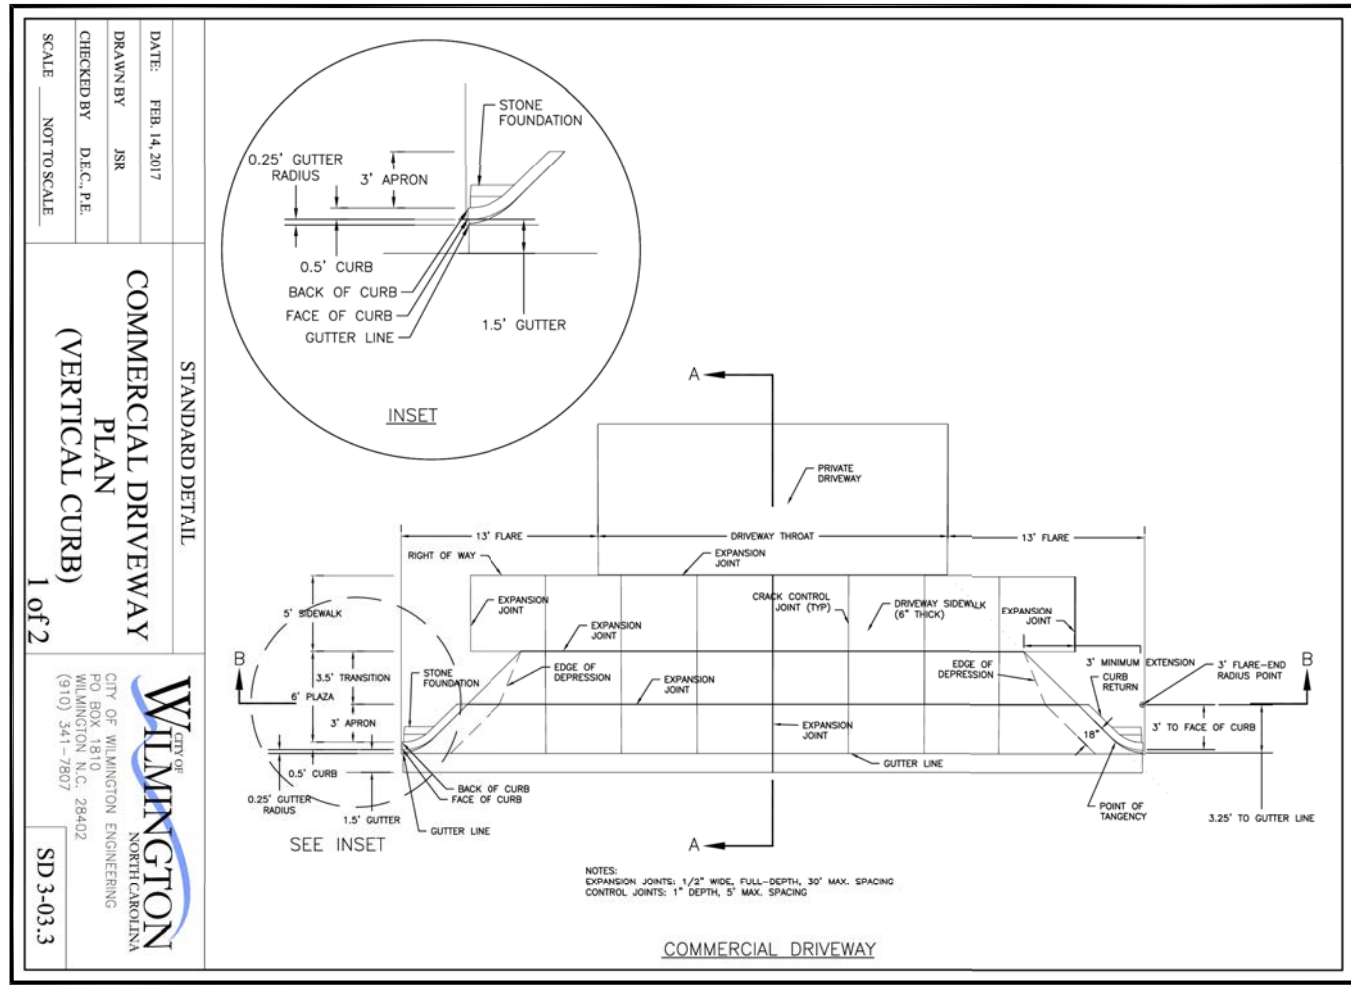 STONE
FOUNDATION
0.25' GUTTER
RADIUS
3' APRON
0.5' CURB
BACK OF CURB
FACE OF CURB
GUTTER LINE
1.5' GUTTER
INSET
A
PRIVATE
DRIVEWAY
13' FLARE
DRIVEWAY THROAT
13' FLARE
RIGHT OF WAY
EXPANSION
JOINT
EXPANSION
JOINT
CRACK CONTROL
JOINT (TYP)
DRIVEWAY SIDEWALK
(6" THICK)
EXPANSION
JOINT
5' SIDEWALK
EXPANSION
JOINT
B
3.5' TRANSITION
6' PLAZA
3' APRON
STONE
FOUNDATION
EDGE OF
DEPRESSION
EXPANSION
JOINT
EDGE OF
DEPRESSION
3' MINIMUM EXTENSION
CURB
RETURN
3' FLARE-END
RADIUS POINT
B
EXPANSION
JOINT
18"
3' TO FACE OF CURB
GUTTER LINE
0.5' CURB
0.25' GUTTER
RADIUS
1.5' GUTTER
BACK OF CURB
FACE OF CURB
GUTTER LINE
POINT OF
TANGENCY
3.25' TO GUTTER LINE
SEE INSET
A
NOTES:
EXPANSION JOINTS: 1/2" WIDE, FULL-DEPTH, 30' MAX. SPACING
CONTROL JOINTS: 1" DEPTH, 5' MAX. SPACING
COMMERCIAL DRIVEWAY
DATE: FEB. 14, 2017
DRAWN BY JSR
CHECKED BY D.E.C., P.E.
SCALE NOT TO SCALE
STANDARD DETAIL
COMMERCIAL DRIVEWAY
PLAN
(VERTICAL CURB)
1 of 2
CITY OF
WILMINGTON
NORTH CAROLINA
CITY OF WILMINGTON ENGINEERING
PO BOX 1810
WILMINGTON N.C. 28402
(910) 341-7807
SD 3-03.3